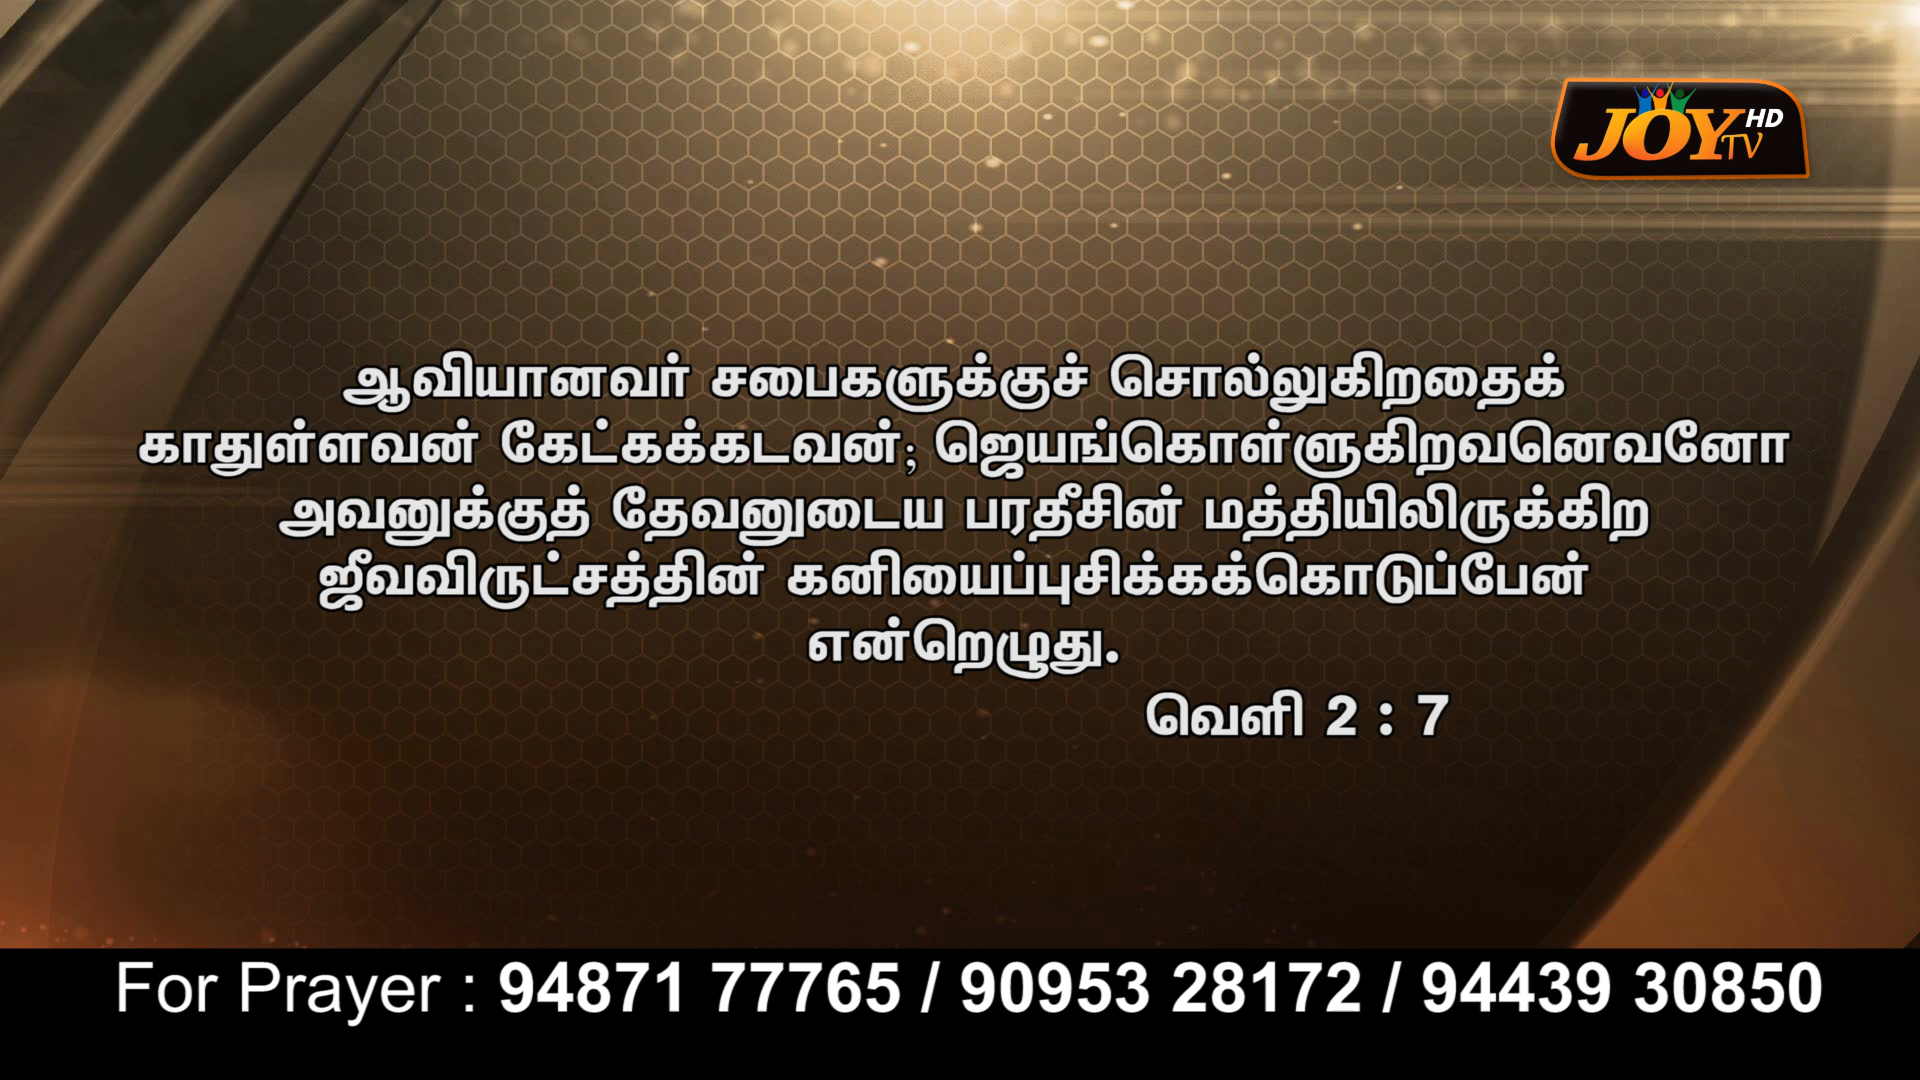 JOY TV HD
ஆவியானவர் சபைகளுக்குச் சொல்லுகிறதைக்
காதுள்ளவன் கேட்கக்கடவன்; ஜெயங்கொள்ளுகிறவனெவனோ
அவனுக்குத் தேவனுடைய பரதீசின் மத்தியிலிருக்கிற
ஜீவவிருட்சத்தின் கனியைப்புசிக்கக்கொடுப்பேன்
என்றெழுது.
வெளி 2 : 7
For Prayer : 94871 77765 / 90953 28172 / 94439 30850